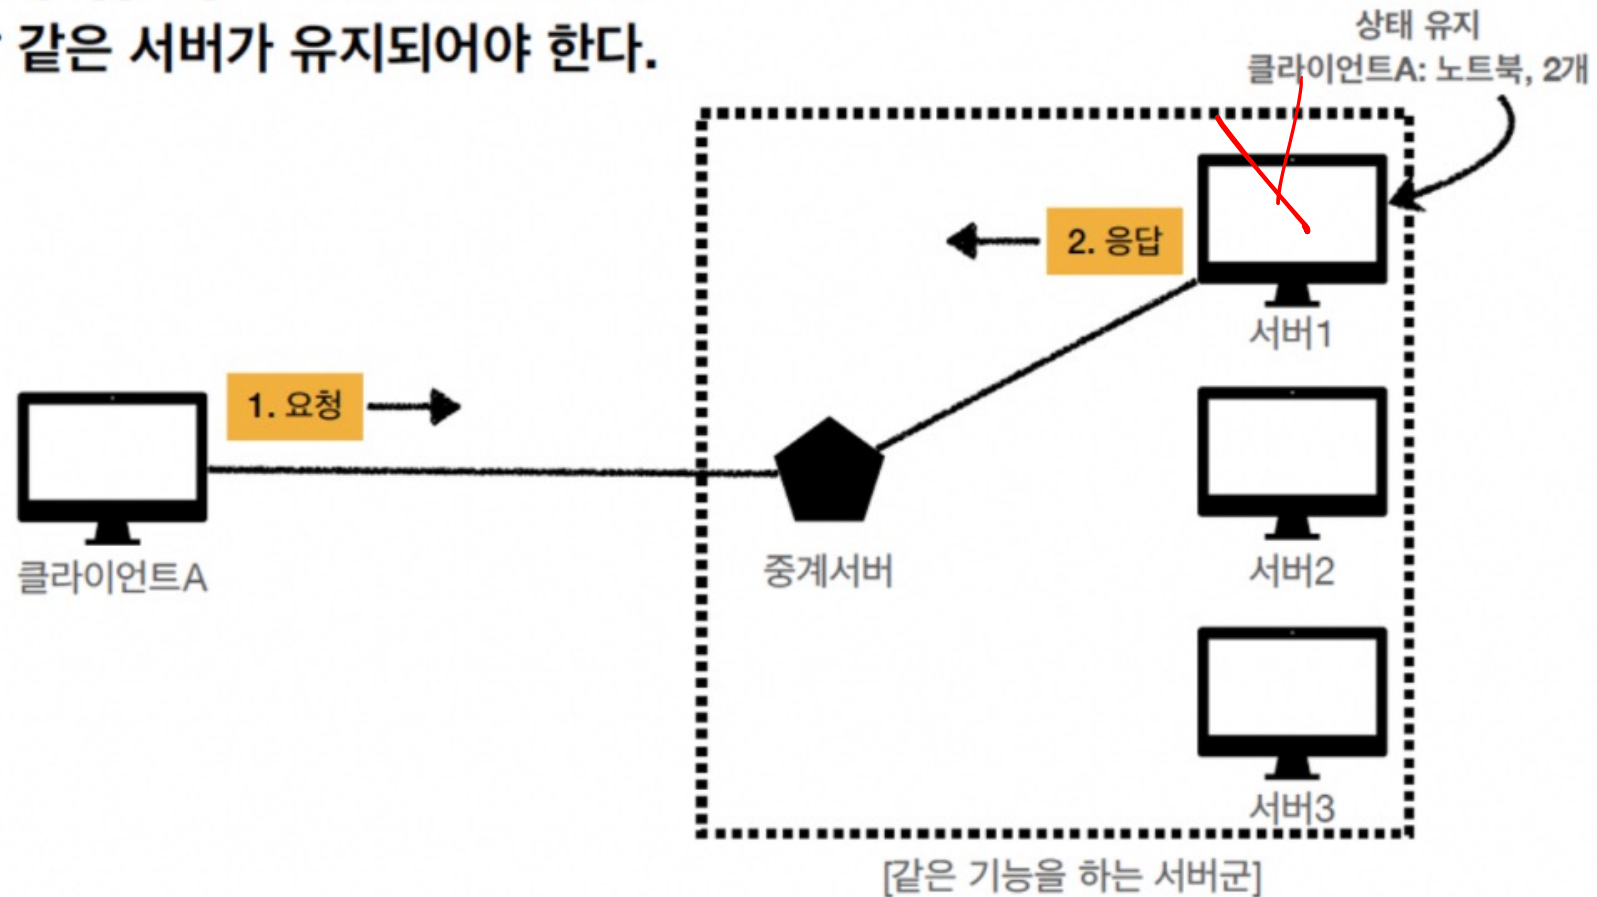 같은 서버가 유지되어야 한다.
상태 유지
클라이언트A: 노트북, 2개
2. 응답
서버1
1. 요청
클라이언트A
중계서버
서버2
서버3
[같은 기능을 하는 서버군]